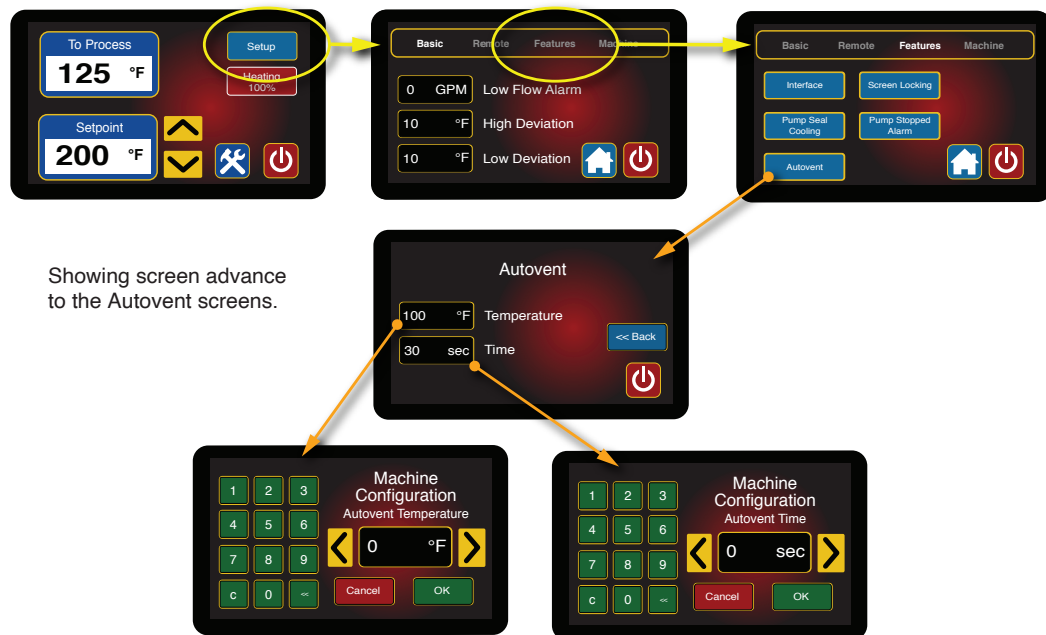 To Process
125 °F
Setup
Heating
100%
Setpoint
200 °F
Basic Remote Features Machine
0 GPM Low Flow Alarm
10 °F High Deviation
10 °F Low Deviation
Basic Remote Features Machine
Interface Screen Locking
Pump Seal
Cooling
Pump Stopped
Alarm
Autovent
Showing screen advance
to the Autovent screens.
Autovent
100 °F Temperature
30 sec Time
<< Back
Machine
Configuration
Autovent Temperature
1 2 3
4 5 6
7 8 9
c 0 <<
0 °F
Cancel OK
Machine
Configuration
Autovent Time
1 2 3
4 5 6
7 8 9
c 0 <<
0 sec
Cancel OK